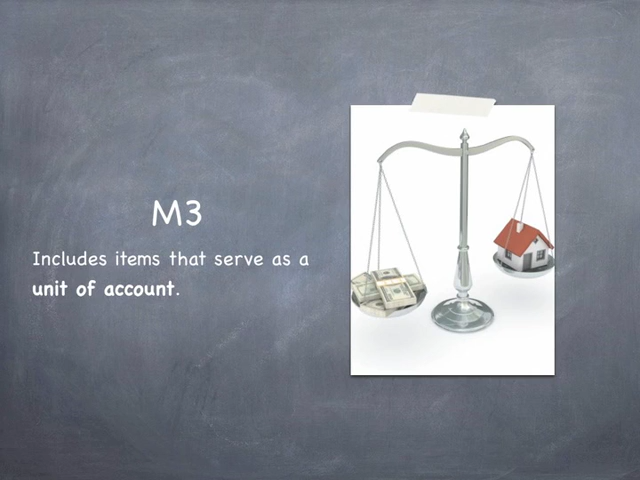 M3
Includes items that serve as a
unit of account.